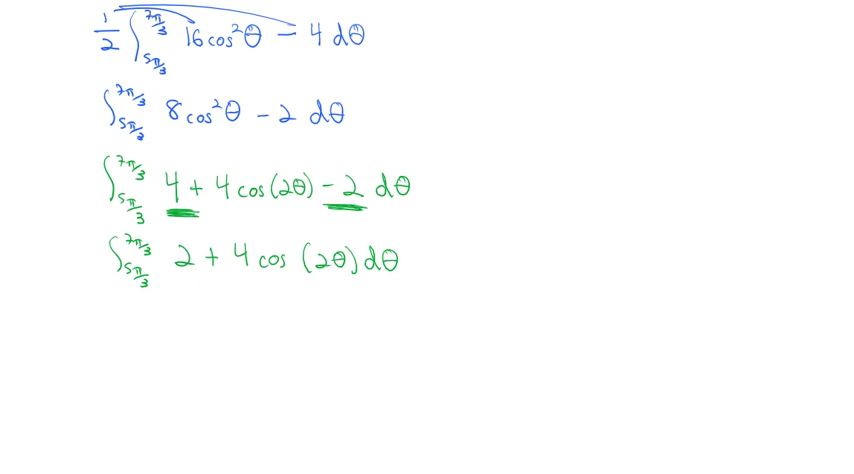 1/2 ∫_{5π/3}^{7π/3} 16cos²θ − 4 dθ
∫_{5π/3}^{7π/3} 8cos²θ − 2 dθ
∫_{5π/3}^{7π/3} 4 + 4cos(2θ) − 2 dθ
∫_{5π/3}^{7π/3} 2 + 4cos(2θ)dθ